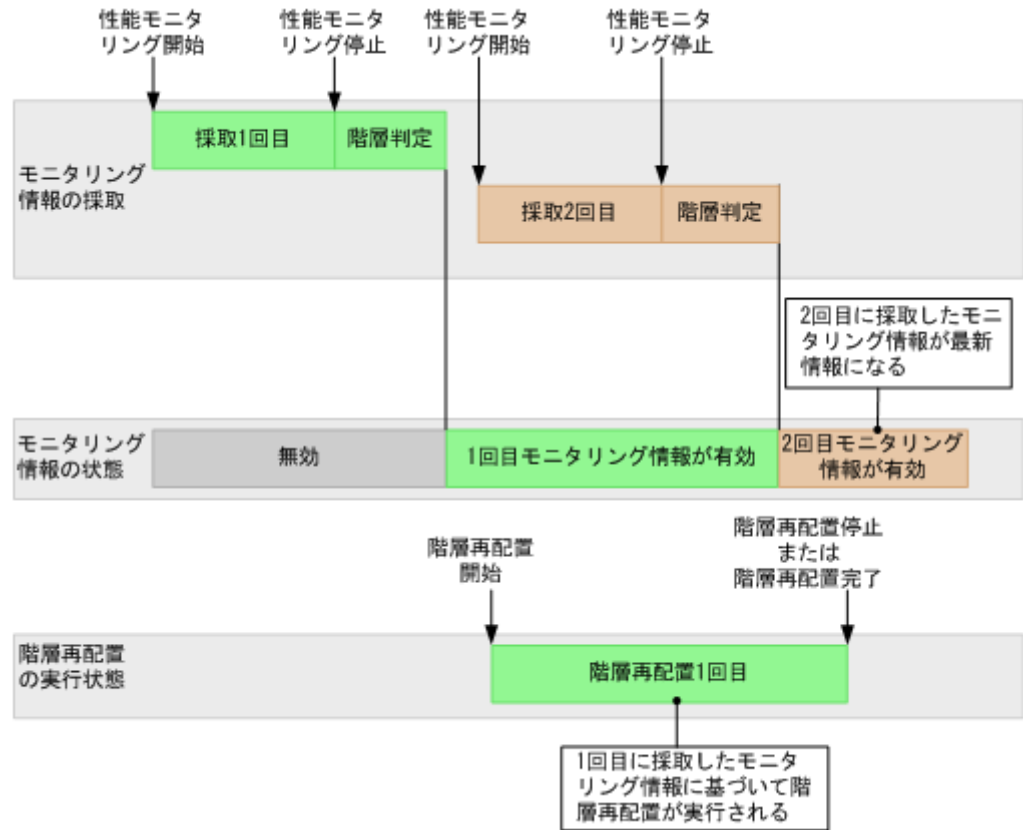 性能モニタ
リング開始
性能モニタ
リング停止
性能モニタ
リング開始
性能モニタ
リング停止
モニタリング
情報の採取
採取1回目
階層判定
採取2回目
階層判定
2回目に採取したモニ
タリング情報が最新
情報になる
モニタリング
情報の状態
無効
1回目モニタリング情報が有効
2回目モニタリング
情報が有効
階層再配置
開始
階層再配置停止
または
階層再配置完了
階層再配置
の実行状態
階層再配置1回目
1回目に採取したモニタ
リング情報に基づいて階
層再配置が実行される